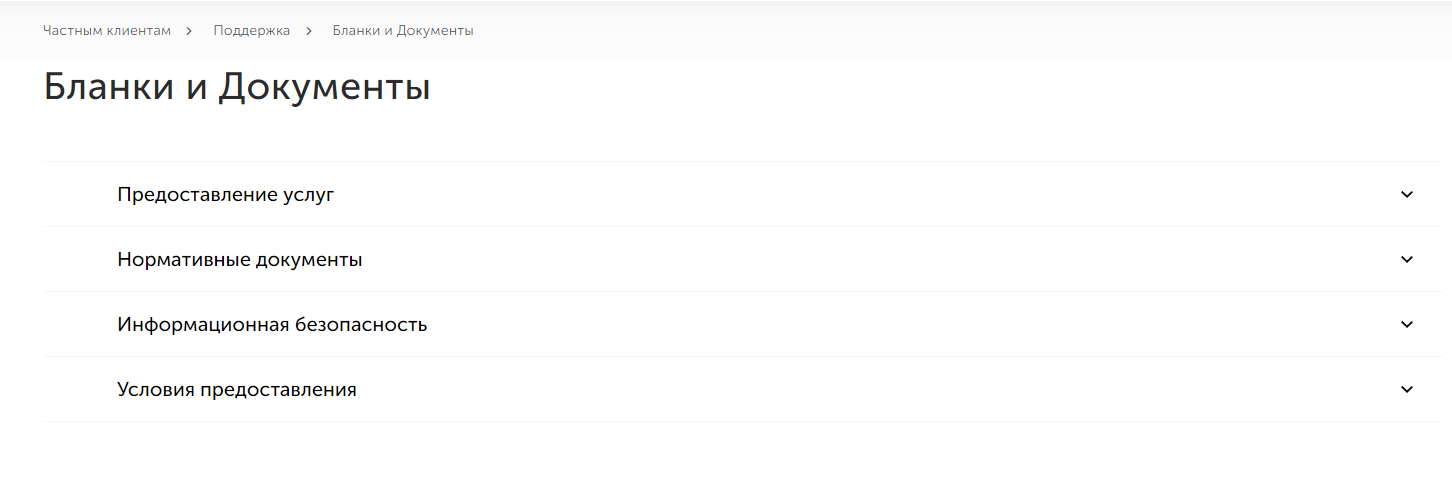 Частным клиентам > Поддержка > Бланки и Документы
Бланки и Документы
Предоставление услуг
Нормативные документы
Информационная безопасность
Условия предоставления